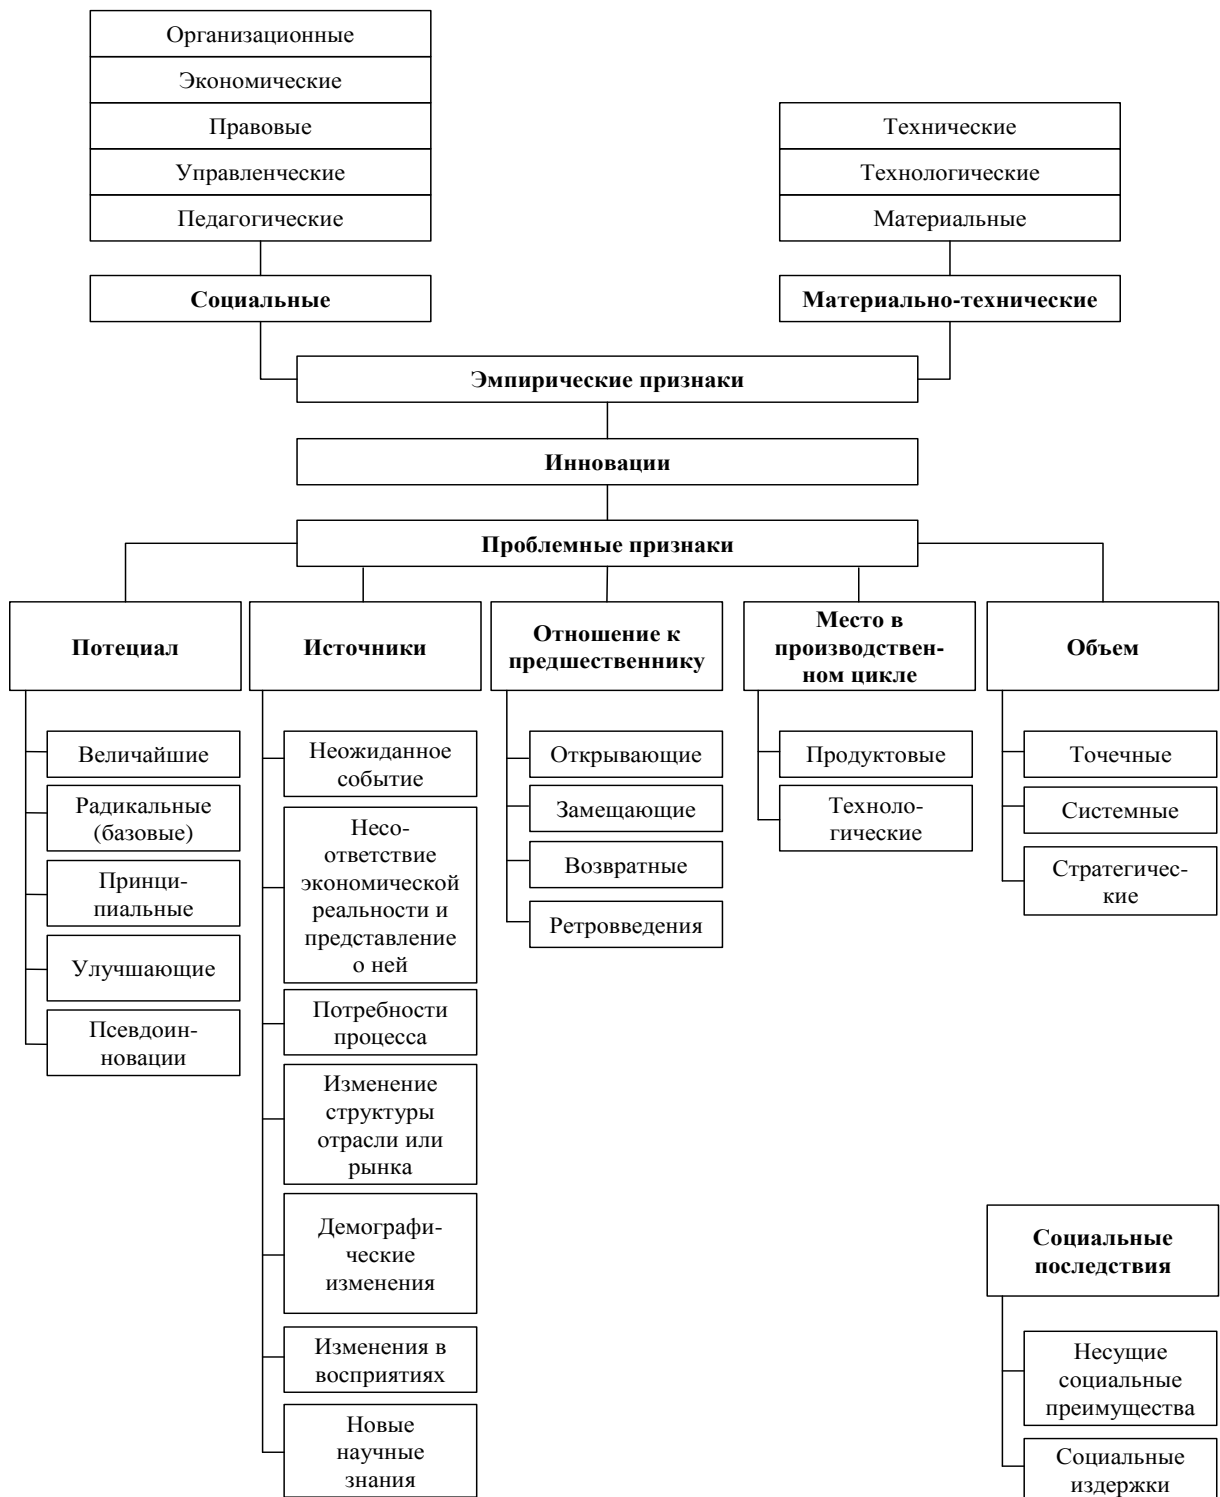 Организационные
Экономические
Правовые
Управленческие
Педагогические
Технические
Технологические
Материальные
Социальные
Материально-технические
Эмпирические признаки
Инновации
Проблемные признаки
Потециал
Источники
Отношение к
предшественнику
Место в
производствен-
ном цикле
Объем
Величайшие
Радикальные
(базовые)
Принци-
пиальные
Улучшающие
Псевдоин-
новации
Неожиданное
событие
Несо-
ответствие
экономической
реальности и
представление
о ней
Потребности
процесса
Изменение
структуры
отрасли или
рынка
Демографи-
ческие
изменения
Изменения в
восприятиях
Новые
научные
знания
Открывающие
Замещающие
Возвратные
Ретровведения
Продуктовые
Техноло-
гические
Точечные
Системные
Стратегичес-
кие
Социальные
последствия
Несущие
социальные
преимущества
Социальные
издержки